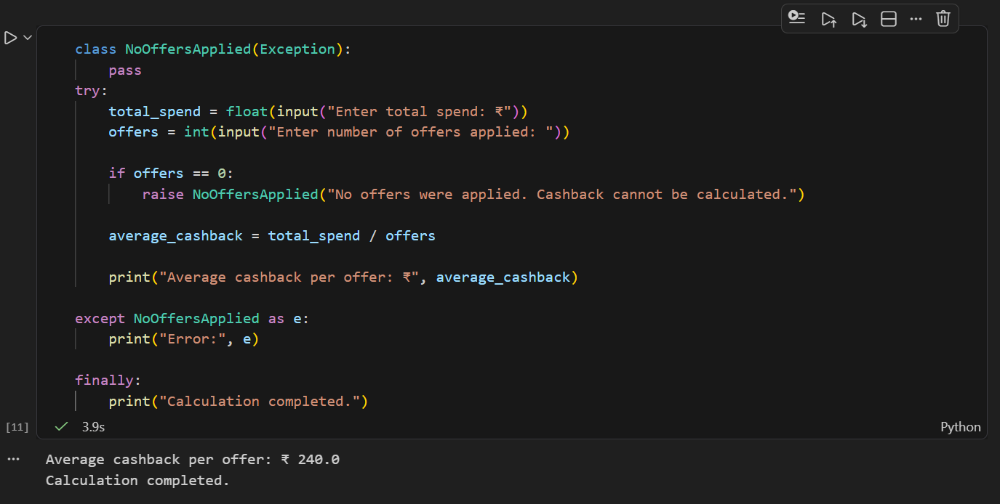 class NoOffersApplied(Exception):
    pass
try:
    total_spend = float(input("Enter total spend: ₹"))
    offers = int(input("Enter number of offers applied: "))

    if offers == 0:
        raise NoOffersApplied("No offers were applied. Cashback cannot be calculated.")

    average_cashback = total_spend / offers

    print("Average cashback per offer: ₹", average_cashback)

except NoOffersApplied as e:
    print("Error:", e)

finally:
    print("Calculation completed.")
[11] 3.9s Python
Average cashback per offer: ₹ 240.0
Calculation completed.